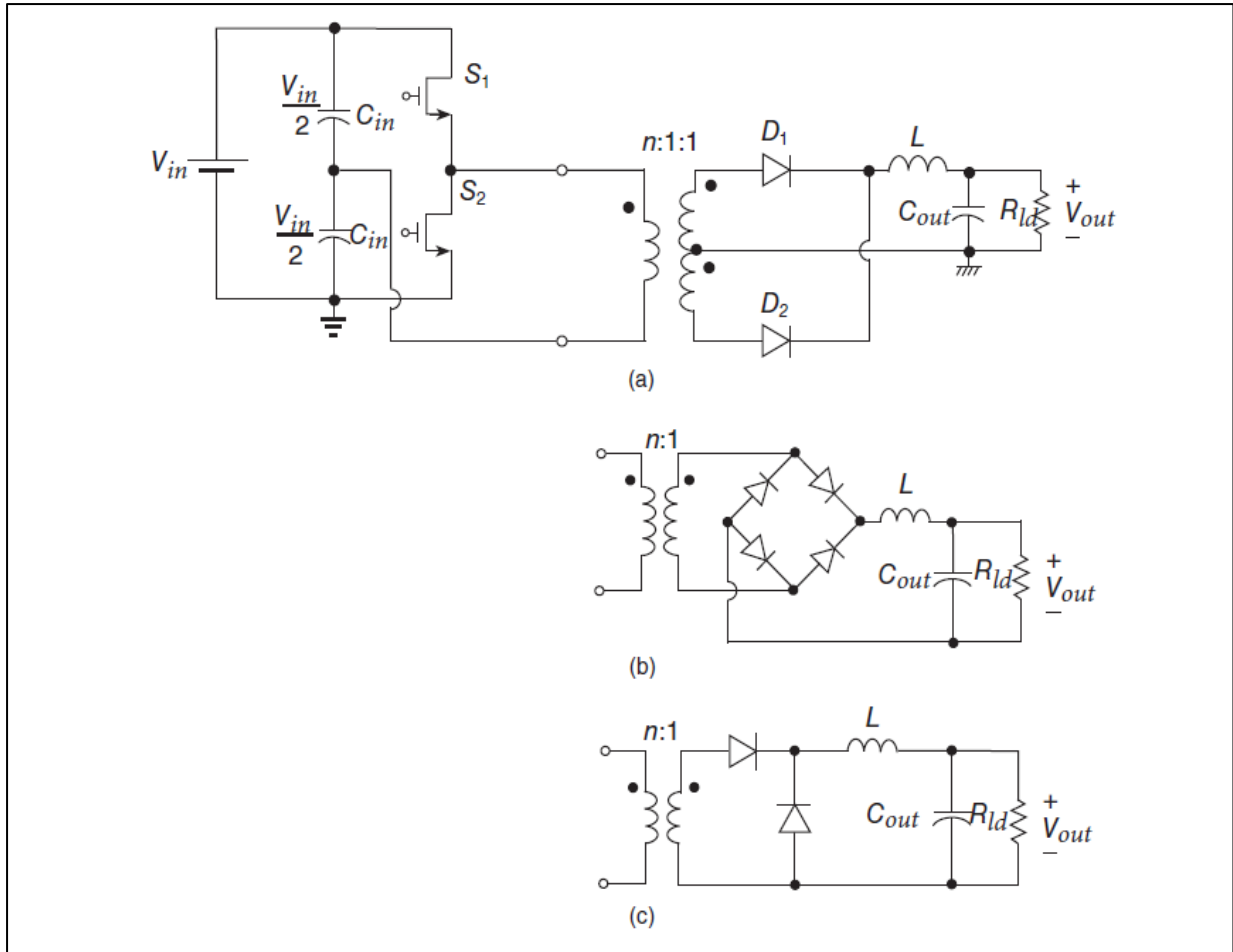 S1
Vin
2
Cin
n:1:1
D1
L
Vin
S2
Cout
Rld
+
Vout
–
Vin
2
Cin
D2
(a)
n:1
L
Cout
Rld
+
Vout
–
(b)
n:1
L
Cout
Rld
+
Vout
–
(c)